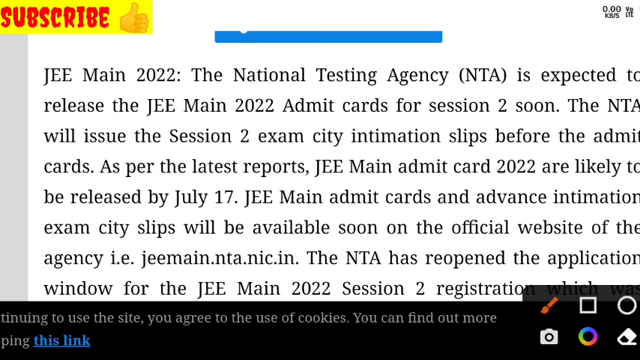 SUBSCRIBE
0.00
KB/S
Vo
LTE
JEE Main 2022: The National Testing Agency (NTA) is expected to
release the JEE Main 2022 Admit cards for session 2 soon. The NTA
will issue the Session 2 exam city intimation slips before the admit
cards. As per the latest reports, JEE Main admit card 2022 are likely to
be released by July 17. JEE Main admit cards and advance intimation
exam city slips will be available soon on the official website of the
agency i.e. jeemain.nta.nic.in. The NTA has reopened the application
window for the JEE Main 2022 Session 2 registration which was
tinuing to use the site, you agree to the use of cookies. You can find out more
ping this link